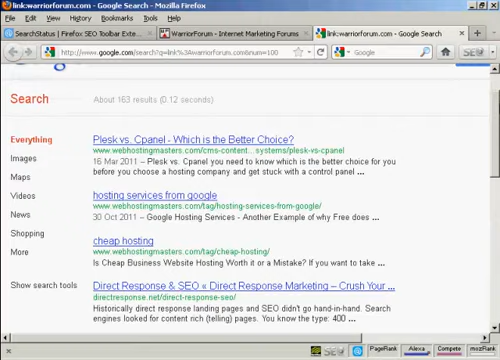 link:warriorforum.com - Google Search - Mozilla Firefox
File Edit View History Bookmarks Tools Help
SearchStatus | Firefox SEO Toolbar Exte...
WarriorForum - Internet Marketing Forums
link:warriorforum.com - Google Search
http://www.google.com/search?q=link%3Awarriorforum.com&num=100
Google
Search
About 163 results (0.12 seconds)
Everything
Images
Maps
Videos
News
Shopping
More
Show search tools
Plesk vs. Cpanel - Which is the Better Choice?
www.webhostingmasters.com/cms-content...systems/plesk-vs-cpanel
16 Mar 2011 – Plesk vs. Cpanel you need to know which is the better choice for you
before you choose a hosting company and get stuck with a control panel ...
hosting services from google
www.webhostingmasters.com/tag/hosting-services-from-google/
30 Oct 2011 – Google Hosting Services - Another Example of why Free does ...
cheap hosting
www.webhostingmasters.com/tag/cheap-hosting/
Is Cheap Business Website Hosting Worth it or a Mistake? If you want to take ...
Direct Response & SEO « Direct Response Marketing – Crush Your ...
directresponse.net/direct-response-seo/
Historically direct response landing pages and SEO didn't go hand-in-hand. Search
engines looked for content rich (telling) pages. You know the type: 400 ...
PageRank Alexa Compete mozRank